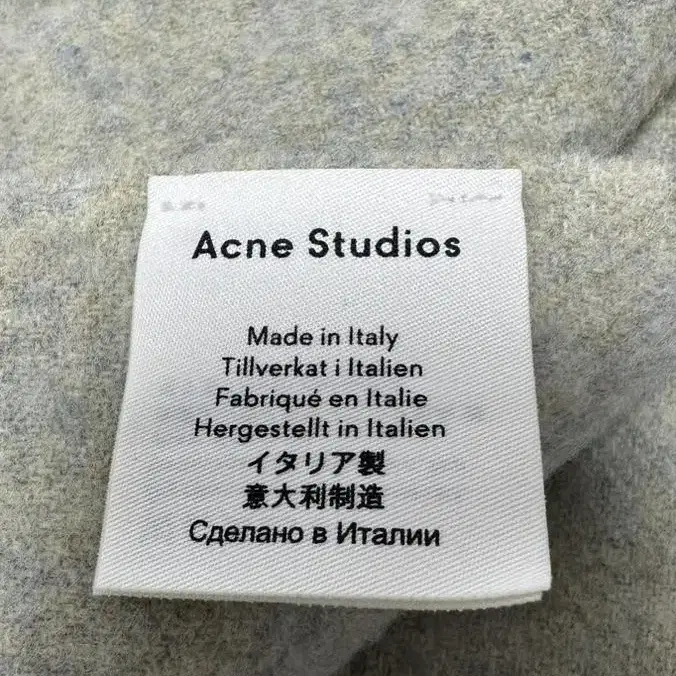 Acne Studios
Made in Italy
Tillverkat i Italien
Fabriqué en Italie
Hergestellt in Italien
イタリア製
意大利制造
Сделано в Италии